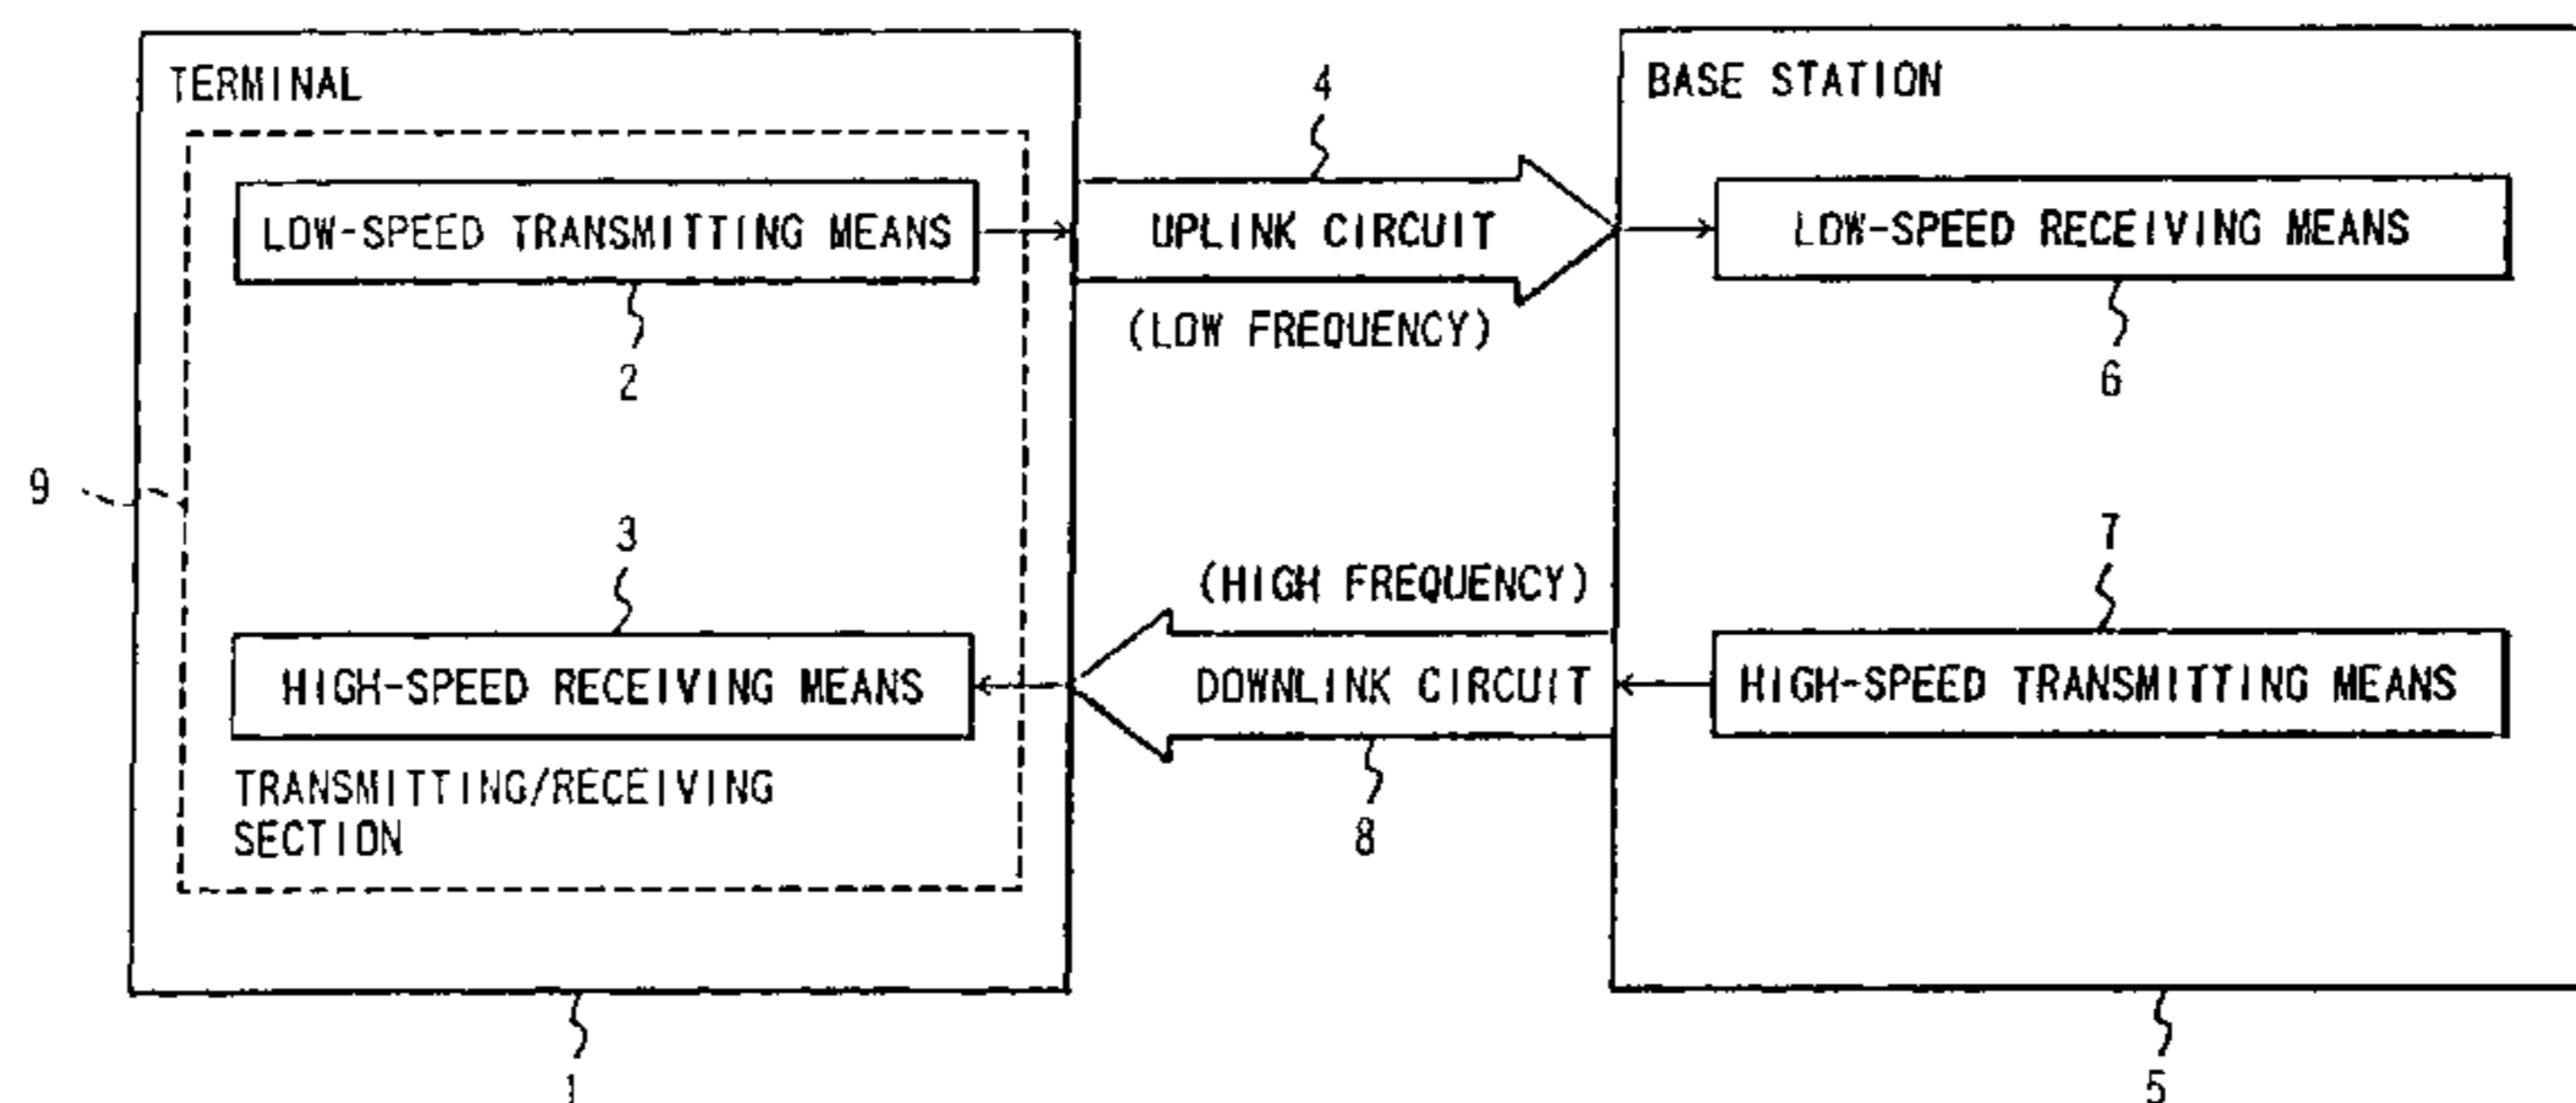 TERMINAL
4
BASE STATION
LOW-SPEED TRANSMITTING MEANS
UPLINK CIRCUIT
LOW-SPEED RECEIVING MEANS
(LOW FREQUENCY)
2
6
9
3
(HIGH FREQUENCY)
7
HIGH-SPEED RECEIVING MEANS
DOWNLINK CIRCUIT
HIGH-SPEED TRANSMITTING MEANS
TRANSMITTING/RECEIVING
SECTION
8
1
5